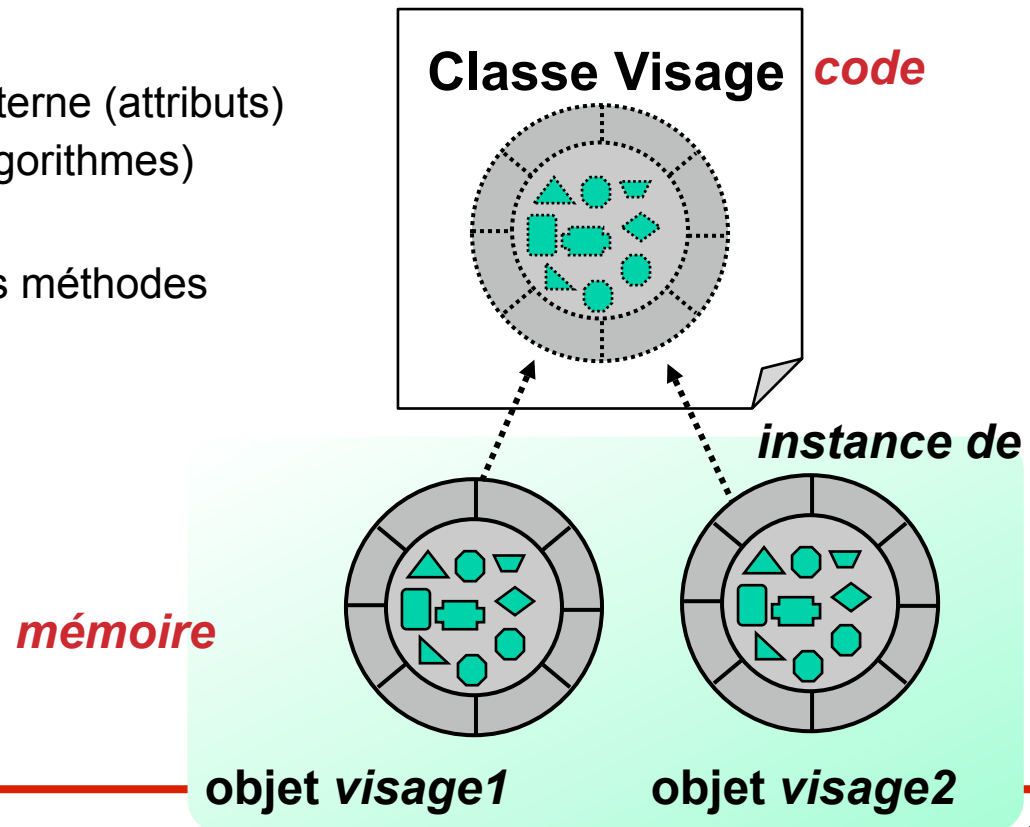 Classe Visage code
terne (attributs)
gorithmes)
s méthodes
instance de
mémoire
objet visage1 objet visage2